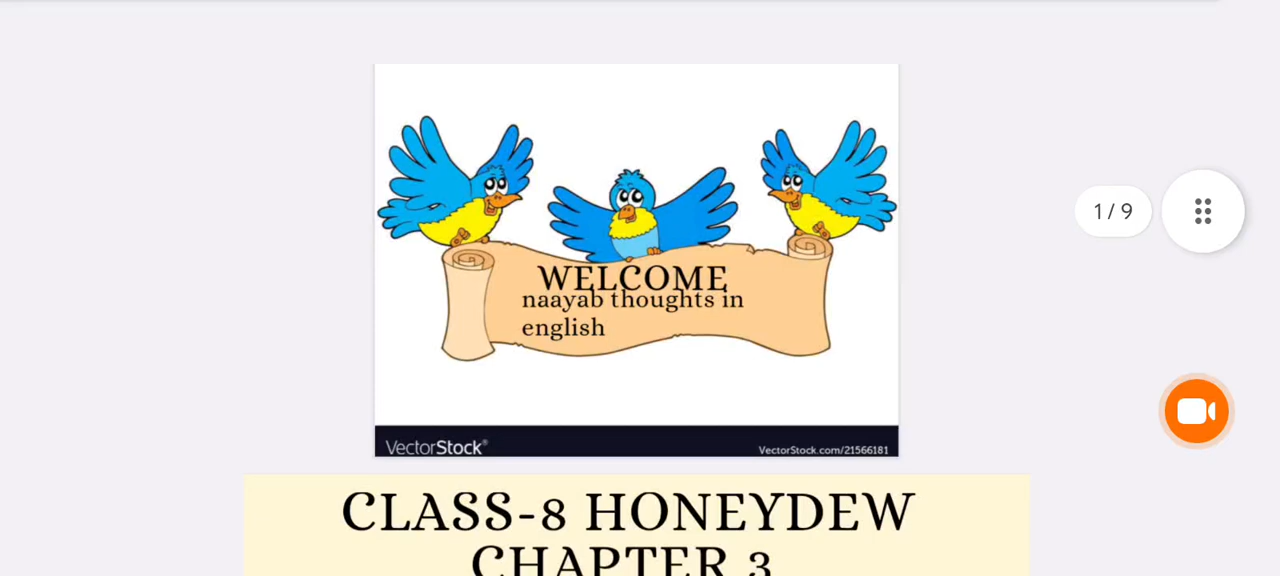 1 / 9
WELCOME
naayab thoughts in
english
VectorStock®
VectorStock.com/21566181
CLASS-8 HONEYDEW
CHAPTER 3